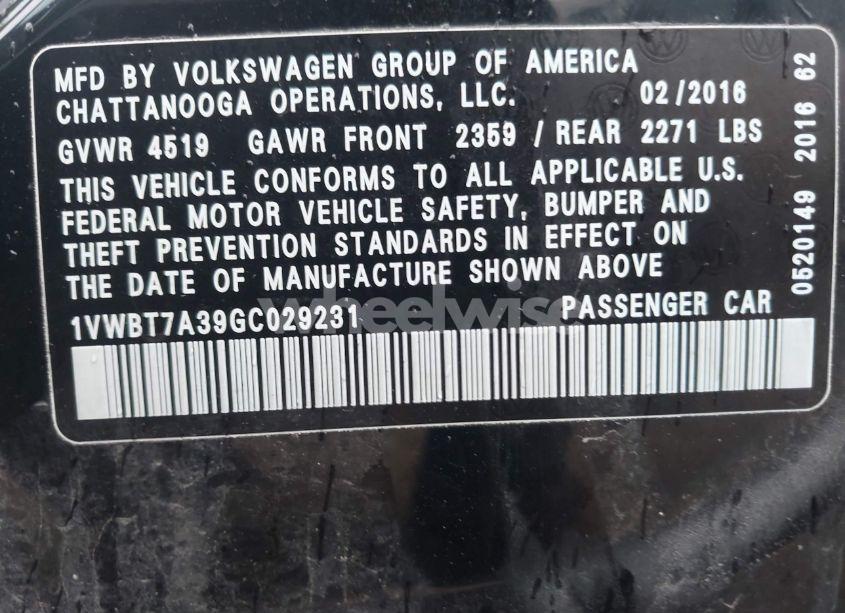 MFD BY VOLKSWAGEN GROUP OF AMERICA
CHATTANOOGA OPERATIONS, LLC. 02/2016
GVWR 4519 GAWR FRONT 2359 / REAR 2271 LBS
THIS VEHICLE CONFORMS TO ALL APPLICABLE U.S.
FEDERAL MOTOR VEHICLE SAFETY, BUMPER AND
THEFT PREVENTION STANDARDS IN EFFECT ON
THE DATE OF MANUFACTURE SHOWN ABOVE
1VWBT7A39GC029231 PASSENGER CAR
0520149 2016 62
wheelwise